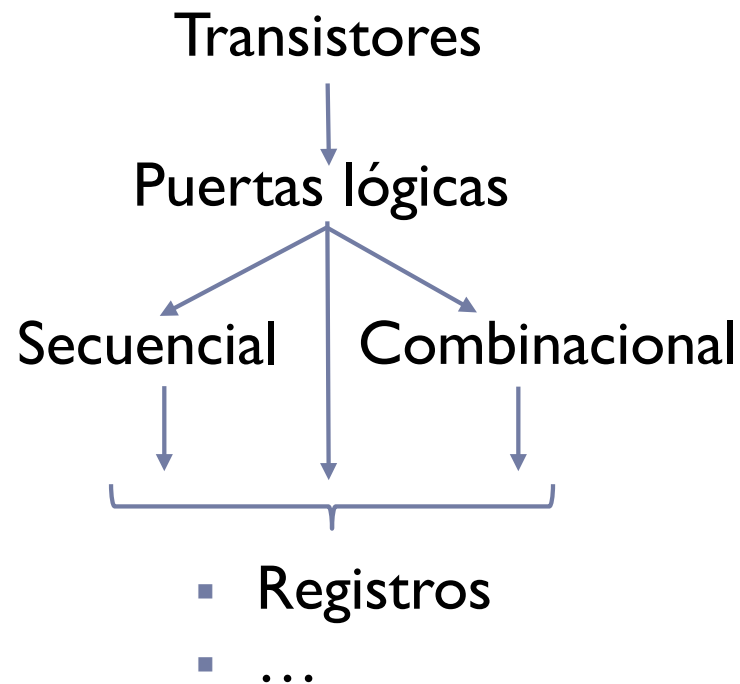 Transistores
Puertas lógicas
Secuencial Combinacional
▪ Registros
▪ …